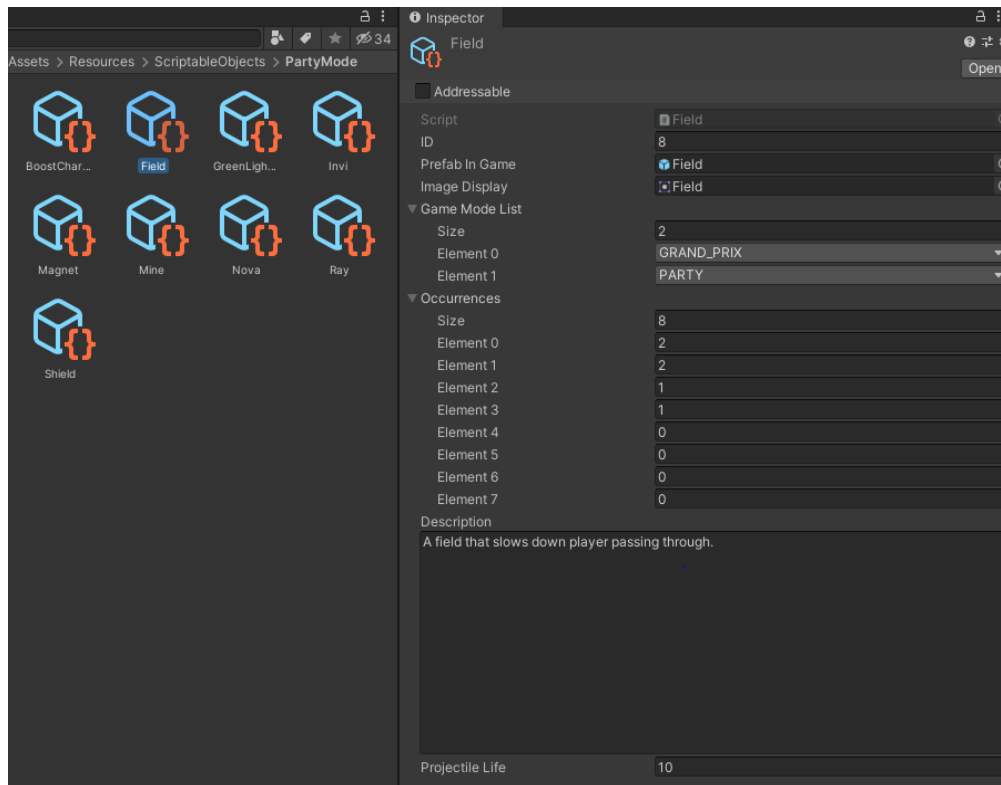 34
Assets > Resources > ScriptableObjects > PartyMode
BoostChar...
Field
GreenLigh...
Invi
Magnet
Mine
Nova
Ray
Shield
Inspector
Field
Open
Addressable
Script Field
ID 8
Prefab In Game Field
Image Display Field
Game Mode List
Size 2
Element 0 GRAND_PRIX
Element 1 PARTY
Occurrences
Size 8
Element 0 2
Element 1 2
Element 2 1
Element 3 1
Element 4 0
Element 5 0
Element 6 0
Element 7 0
Description
A field that slows down player passing through.
Projectile Life 10